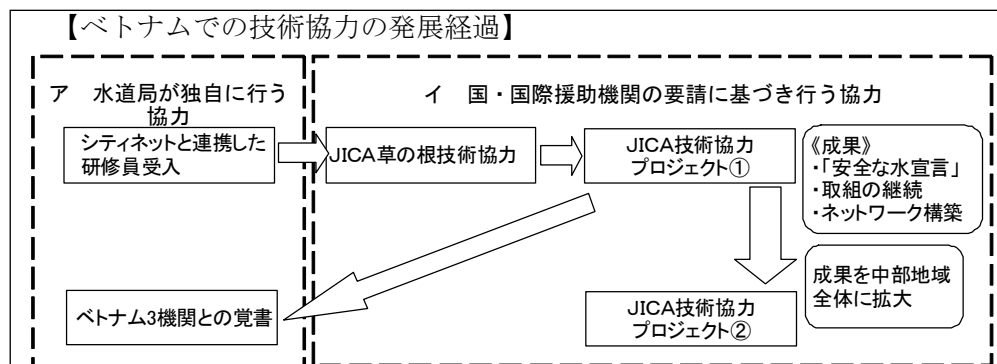 【ベトナムでの技術協力の発展経過】
ア　水道局が独自に行う
協力
イ　国・国際援助機関の要請に基づき行う協力
シティネットと連携した
研修員受入
JICA草の根技術協力
JICA技術協力
プロジェクト①
《成果》
・「安全な水宣言」
・取組の継続
・ネットワーク構築
ベトナム3機関との覚書
JICA技術協力
プロジェクト②
成果を中部地域
全体に拡大